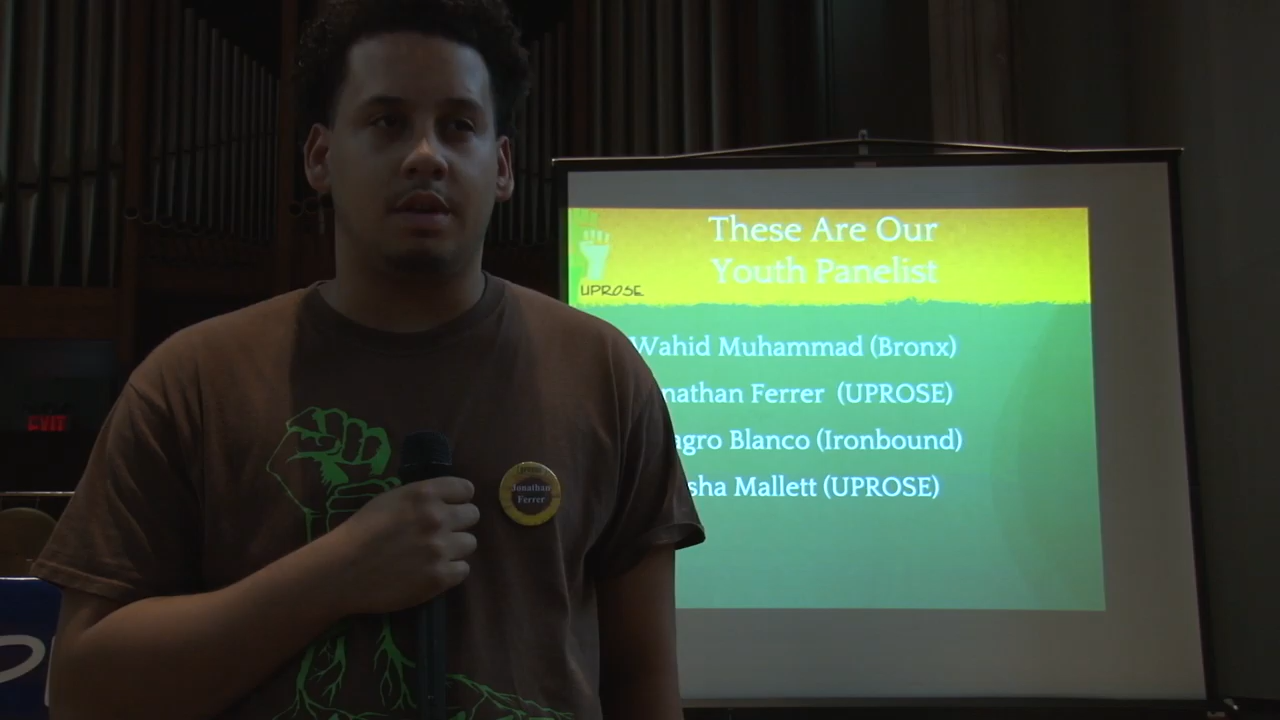 These Are Our
Youth Panelist
UPROSE
Wahid Muhammad (Bronx)
nathan Ferrer (UPROSE)
agro Blanco (Ironbound)
sha Mallett (UPROSE)
Jonathan
Ferrer
EXIT